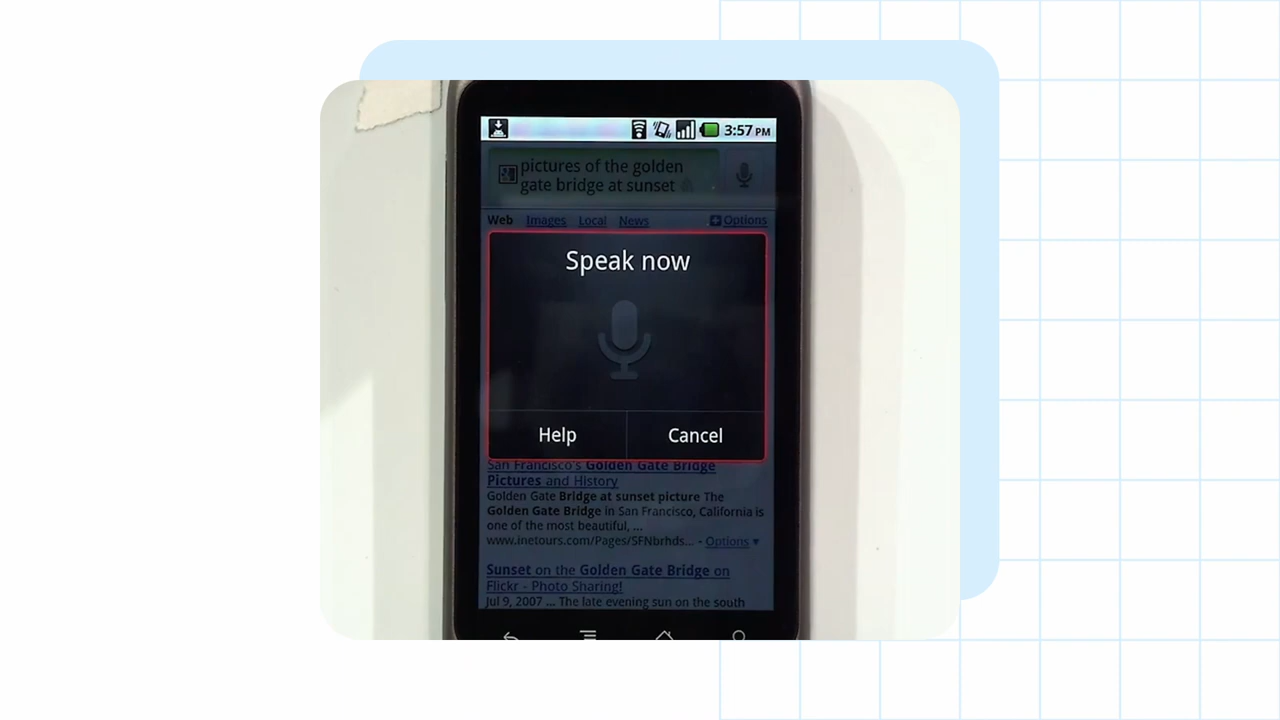 3:57 PM
pictures of the golden
gate bridge at sunset
Web Images Local News Options
Speak now
Help Cancel
San Francisco's Golden Gate Bridge
Pictures and History
Golden Gate Bridge at sunset picture The
Golden Gate Bridge in San Francisco, California is
one of the most beautiful, ...
www.inetours.com/Pages/SFNbrhds... - Options ▾
Sunset on the Golden Gate Bridge on
Flickr - Photo Sharing!
Jul 9, 2007 ... The late evening sun on the south